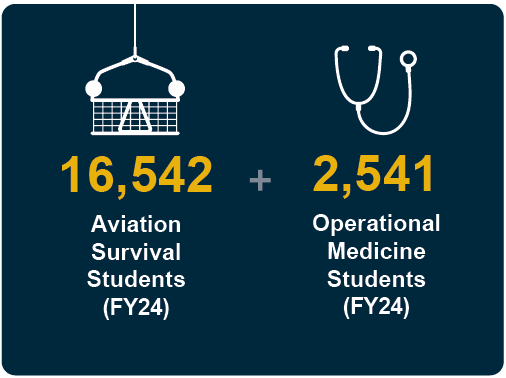 16,542 + 2,541
Aviation
Survival
Students
(FY24)
Operational
Medicine
Students
(FY24)